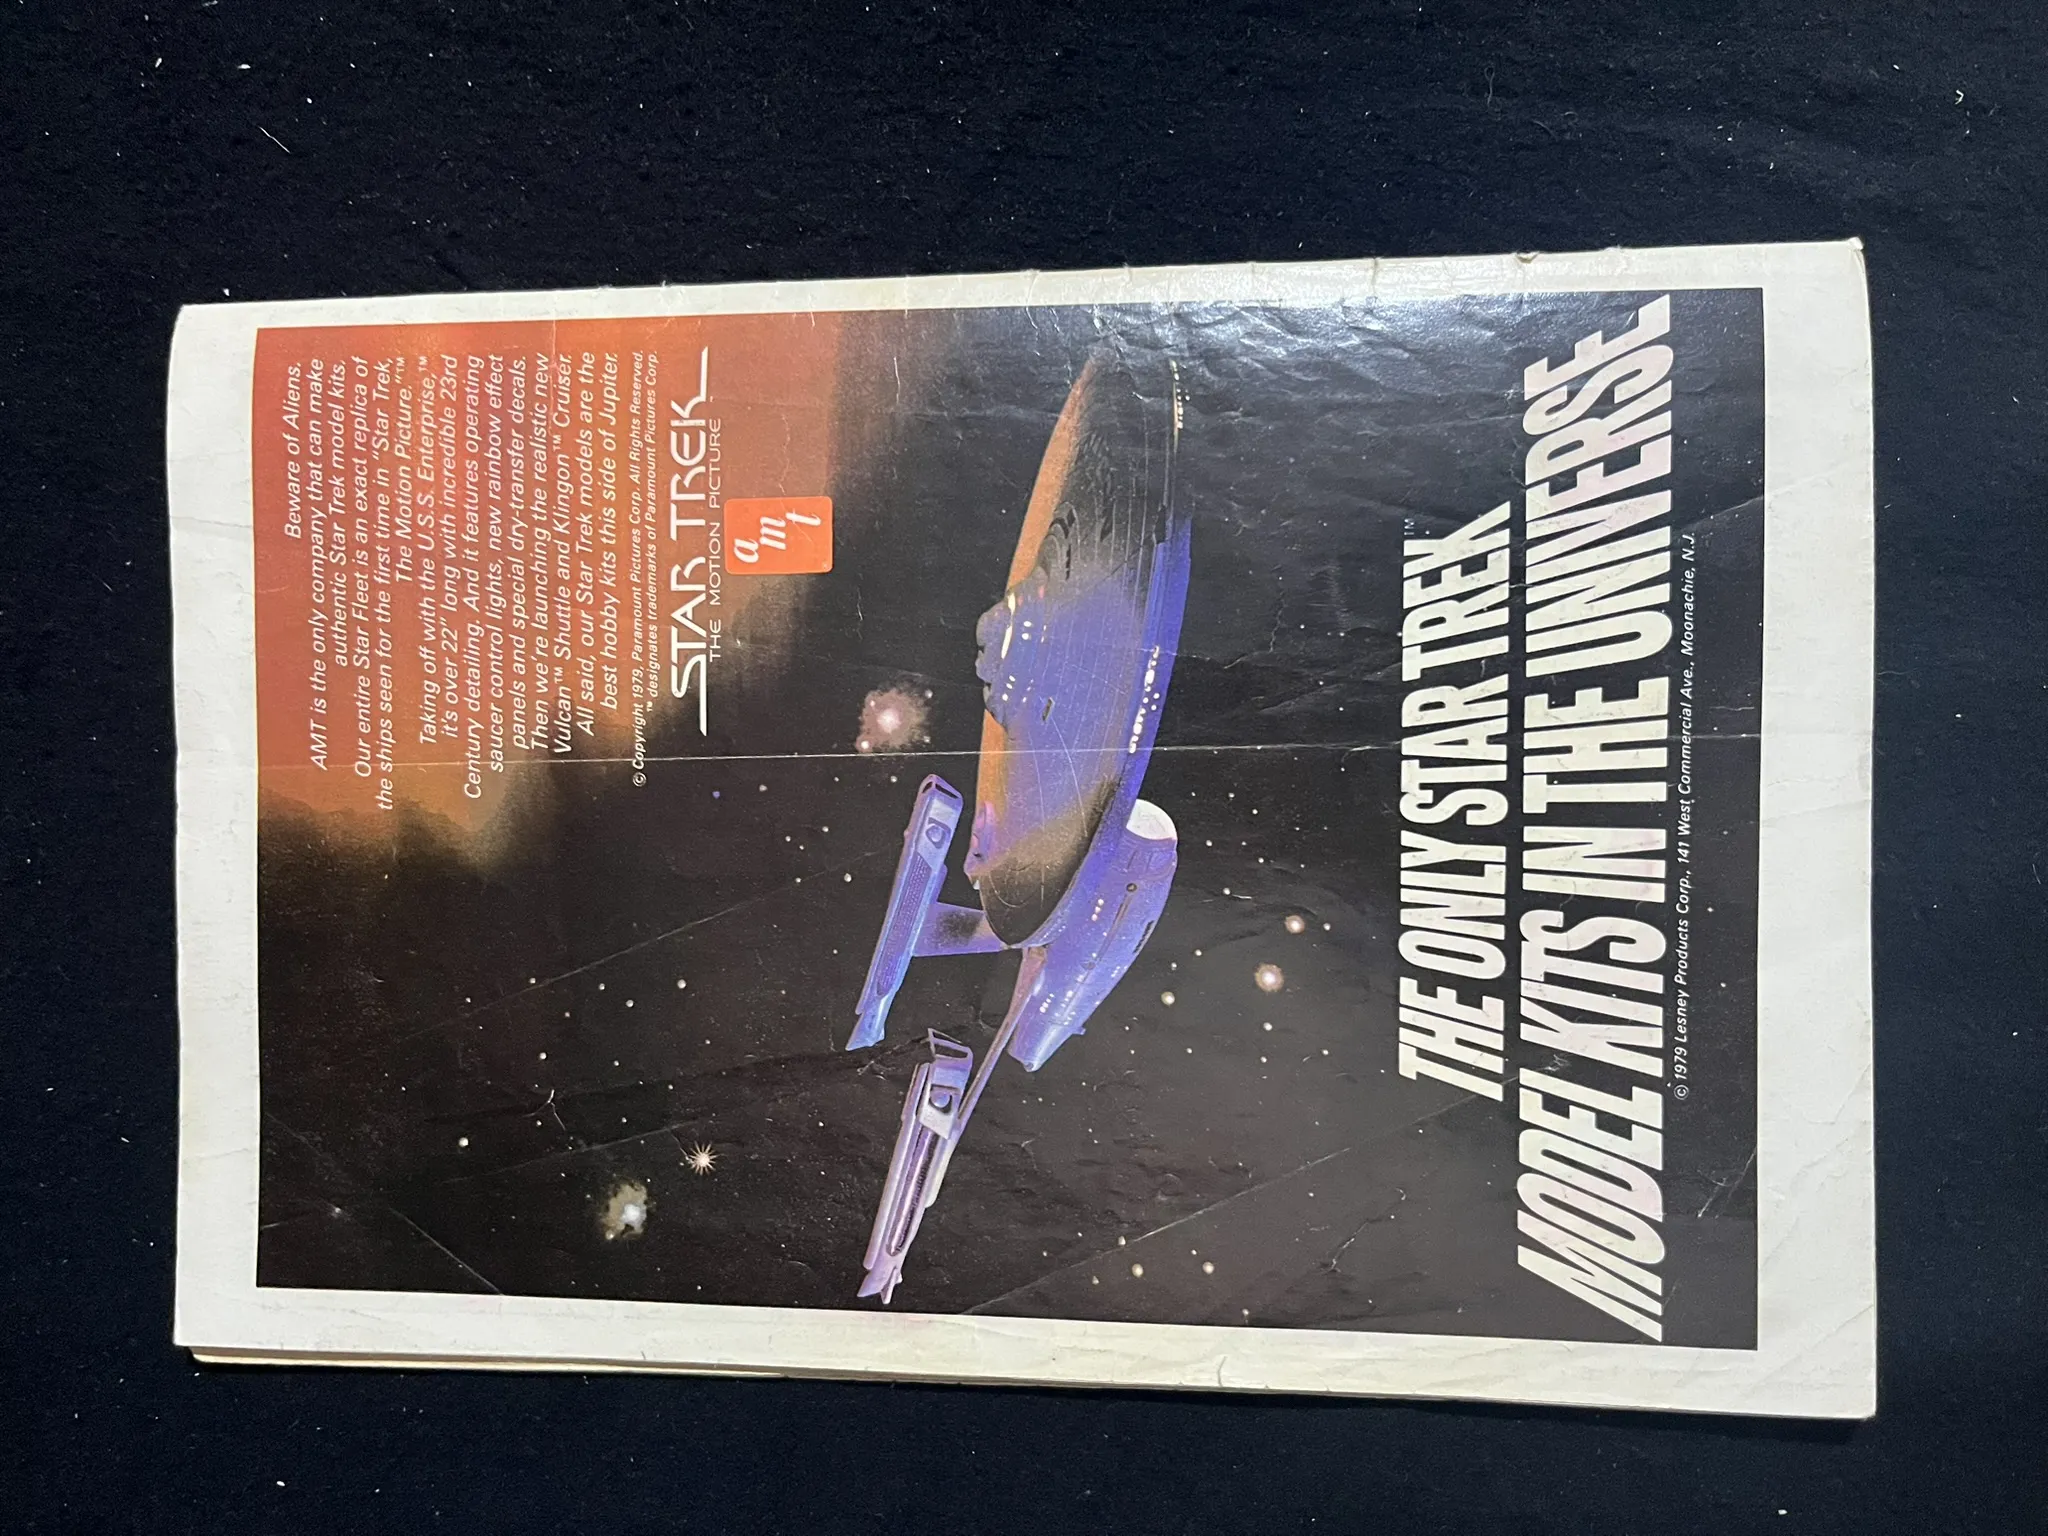 Beware of Aliens.
AMT is the only company that can make
authentic Star Trek model kits.
Our entire Star Fleet is an exact replica of
the ships seen for the first time in "Star Trek,
The Motion Picture."™
Taking off with the U.S.S. Enterprise,™
it's over 22" long with incredible 23rd
Century detailing. And it features operating
saucer control lights, new rainbow effect
panels and special dry-transfer decals.
Then we're launching the realistic new
Vulcan™ Shuttle and Klingon™ Cruiser.
All said, our Star Trek models are the
best hobby kits this side of Jupiter.
© Copyright 1979, Paramount Pictures Corp. All Rights Reserved.
™ designates trademarks of Paramount Pictures Corp.
STAR TREK
THE MOTION PICTURE
amt
THE ONLY STAR TREK™
MODEL KITS IN THE UNIVERSE
© 1979 Lesney Products Corp., 141 West Commercial Ave., Moonachie, N.J.